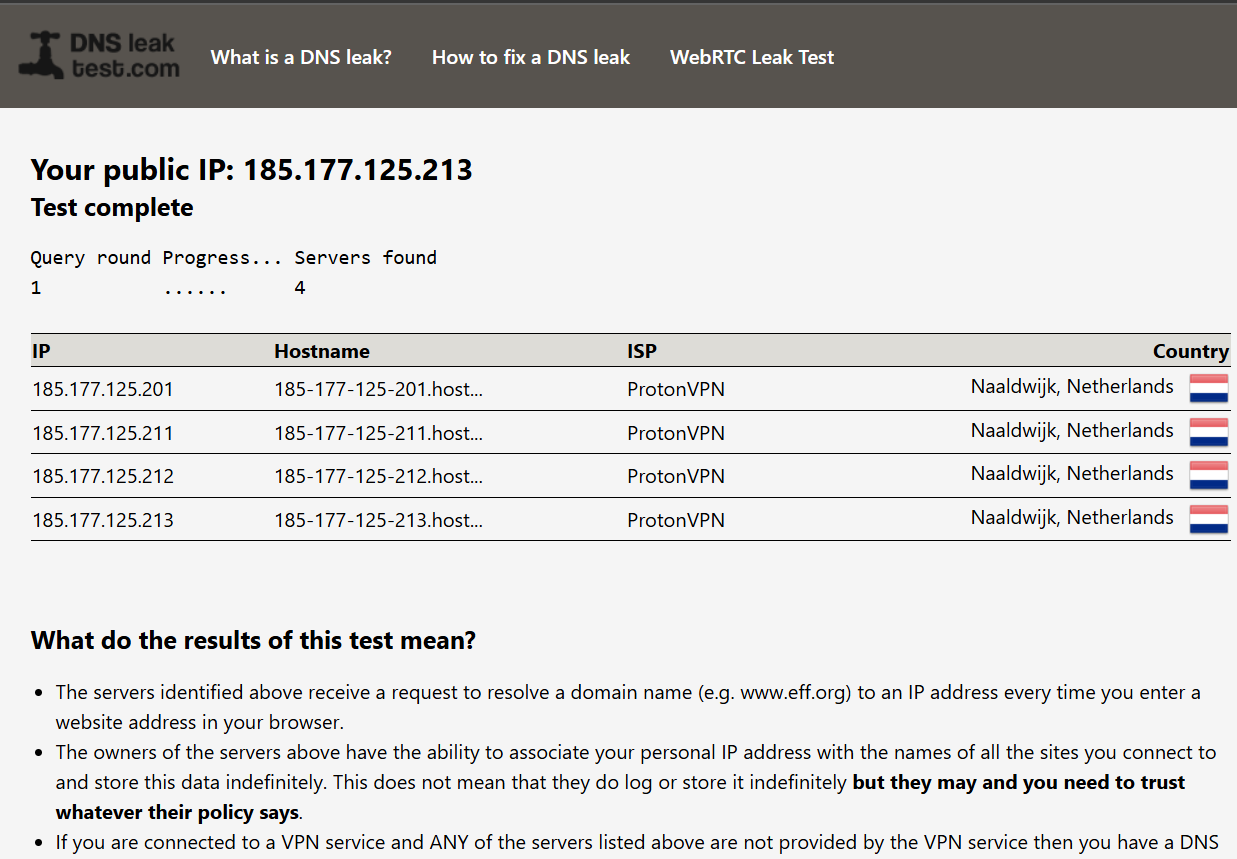 DNS leak
test.com
What is a DNS leak? How to fix a DNS leak WebRTC Leak Test
Your public IP: 185.177.125.213
Test complete
Query round Progress... Servers found
1 ...... 4
IP Hostname ISP Country
185.177.125.201 185-177-125-201.host... ProtonVPN Naaldwijk, Netherlands
185.177.125.211 185-177-125-211.host... ProtonVPN Naaldwijk, Netherlands
185.177.125.212 185-177-125-212.host... ProtonVPN Naaldwijk, Netherlands
185.177.125.213 185-177-125-213.host... ProtonVPN Naaldwijk, Netherlands
What do the results of this test mean?
• The servers identified above receive a request to resolve a domain name (e.g. www.eff.org) to an IP address every time you enter a
website address in your browser.
• The owners of the servers above have the ability to associate your personal IP address with the names of all the sites you connect to
and store this data indefinitely. This does not mean that they do log or store it indefinitely but they may and you need to trust
whatever their policy says.
• If you are connected to a VPN service and ANY of the servers listed above are not provided by the VPN service then you have a DNS